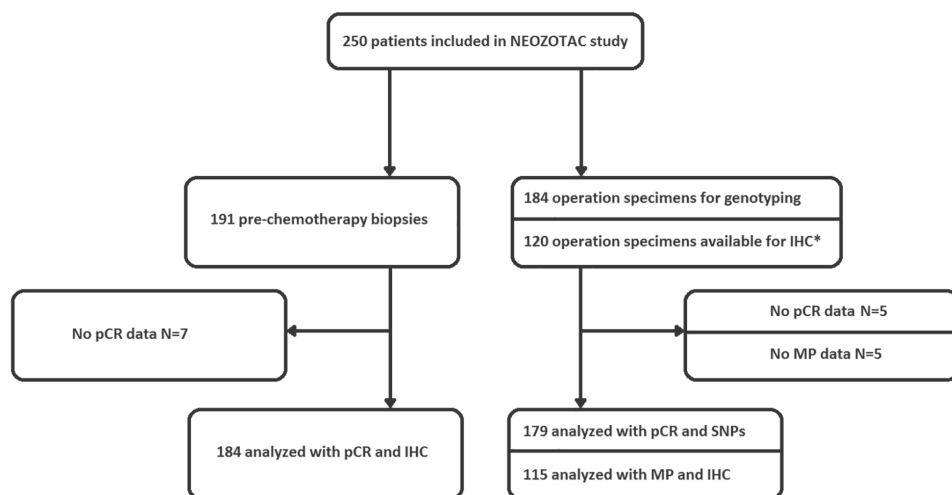 250 patients included in NEOZOTAC study
191 pre-chemotherapy biopsies
184 operation specimens for genotyping
120 operation specimens available for IHC*
No pCR data N=7
No pCR data N=5
No MP data N=5
184 analyzed with pCR and IHC
179 analyzed with pCR and SNPs
115 analyzed with MP and IHC